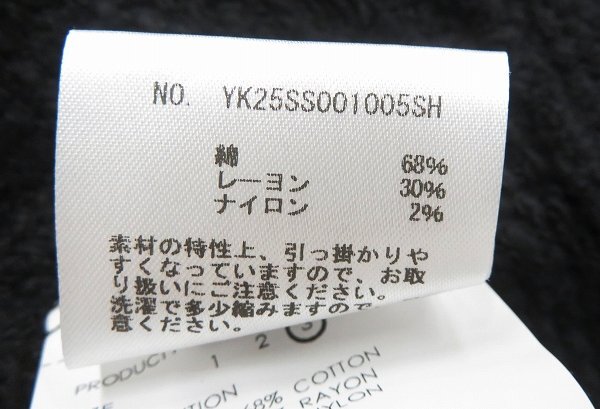 NO. YK25SS001005SH
綿 68%
レーヨン 30%
ナイロン 2%
素材の特性上、引っ掛かりや
すくなっていますので、お取
り扱いにご注意ください。
洗濯で多少縮みますので
意ください。
PRODUCT
1 2 3
68% COTTON
RAYON
NYLON